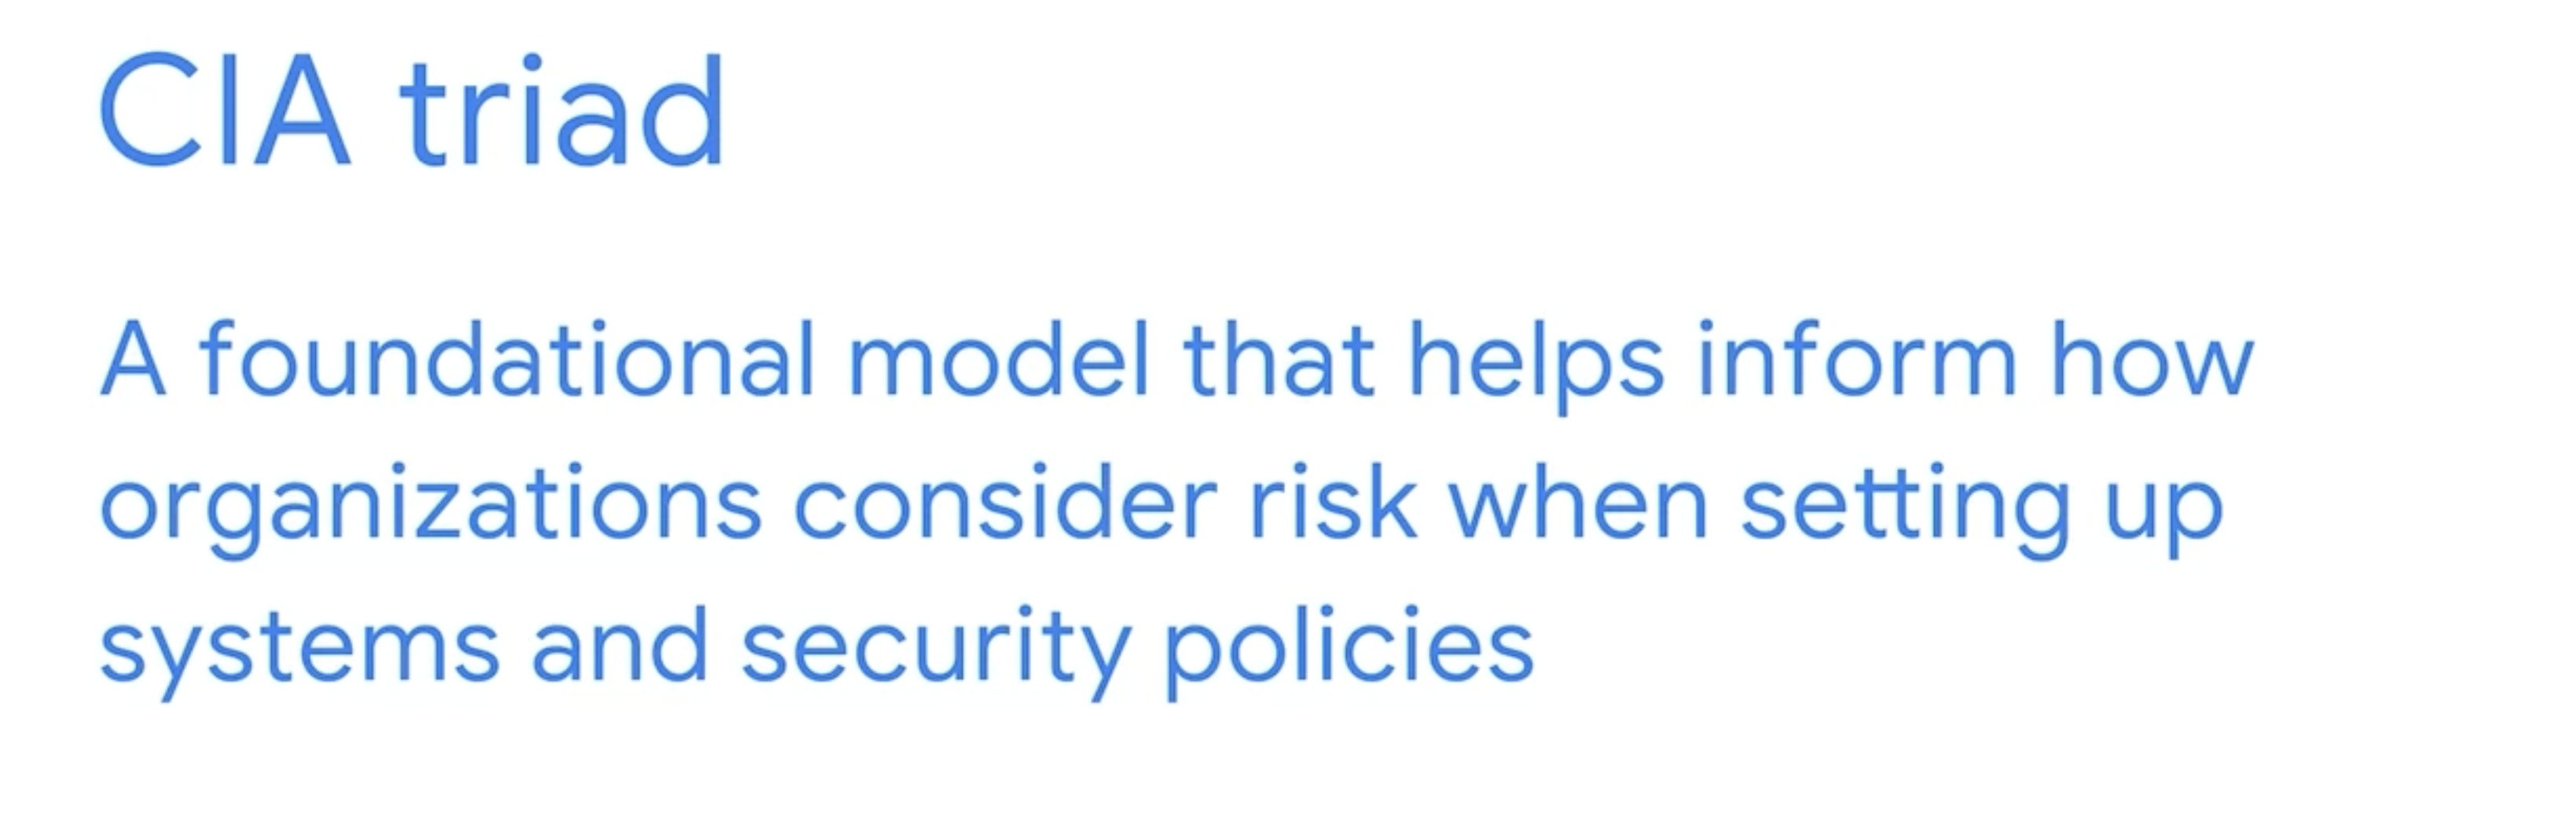 CIA triad
A foundational model that helps inform how
organizations consider risk when setting up
systems and security policies